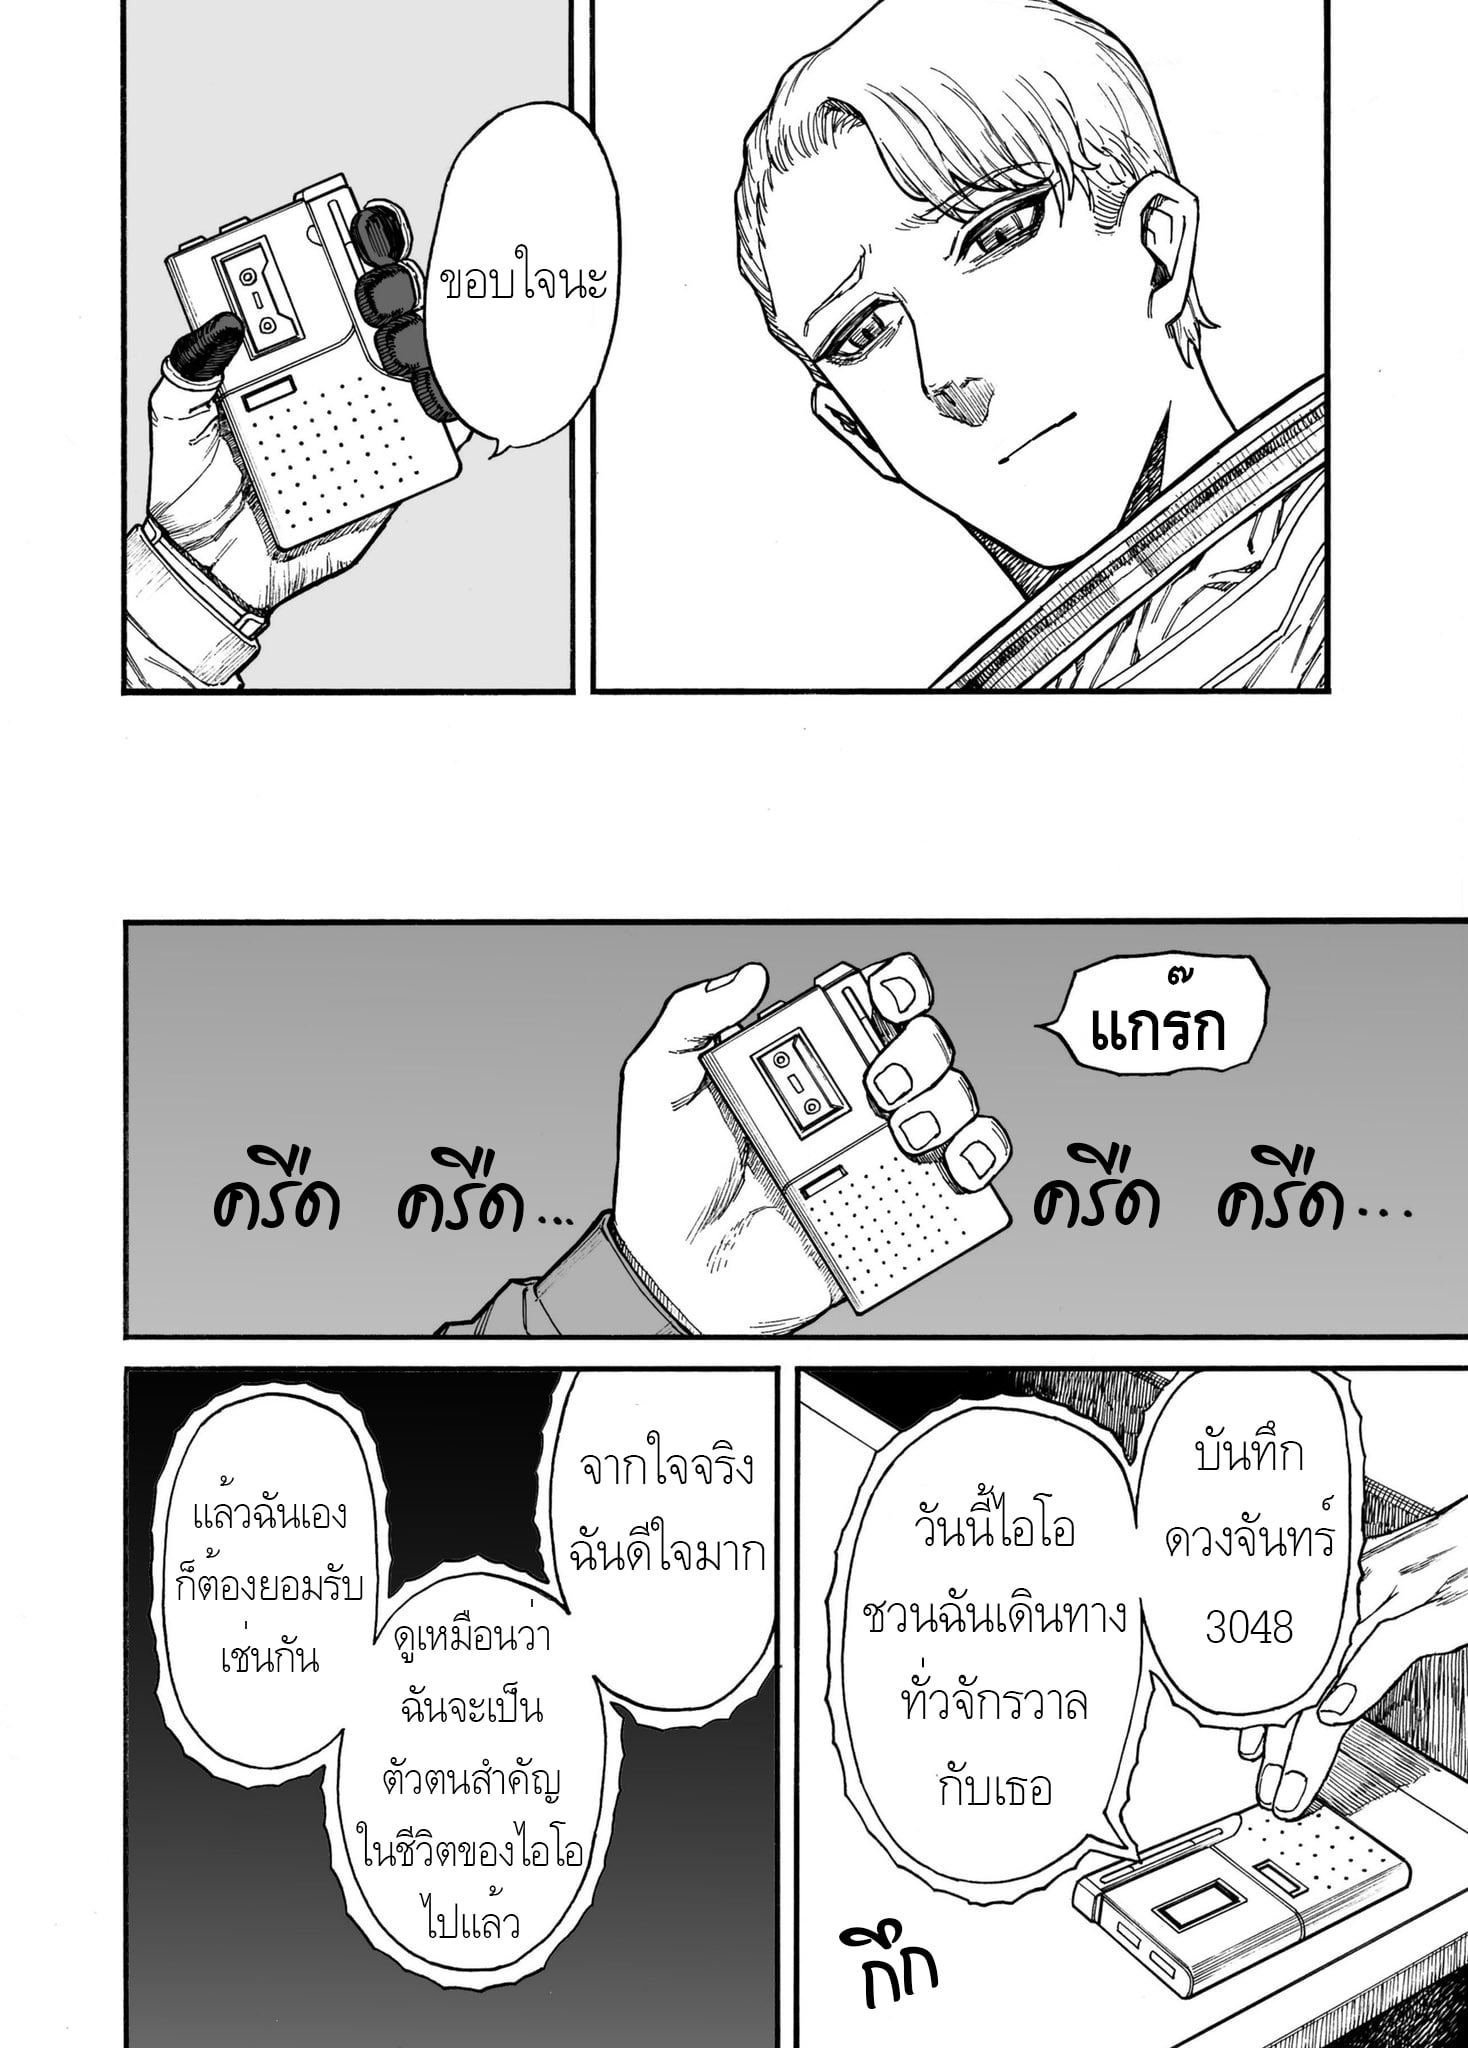 ขอบใจนะ
แกร๊ก
ครืด ครืด...
ครืด ครืด...
บันทึก
ดวงจันทร์
3048
วันนี้ไอโอ
ชวนฉันเดินทาง
ทั่วจักรวาล
กับเธอ
กึก
จากใจจริง
ฉันดีใจมาก
ดูเหมือนว่า
ฉันจะเป็น
ตัวตนสำคัญ
ในชีวิตของไอโอ
ไปแล้ว
แล้วฉันเอง
ก็ต้องยอมรับ
เช่นกัน